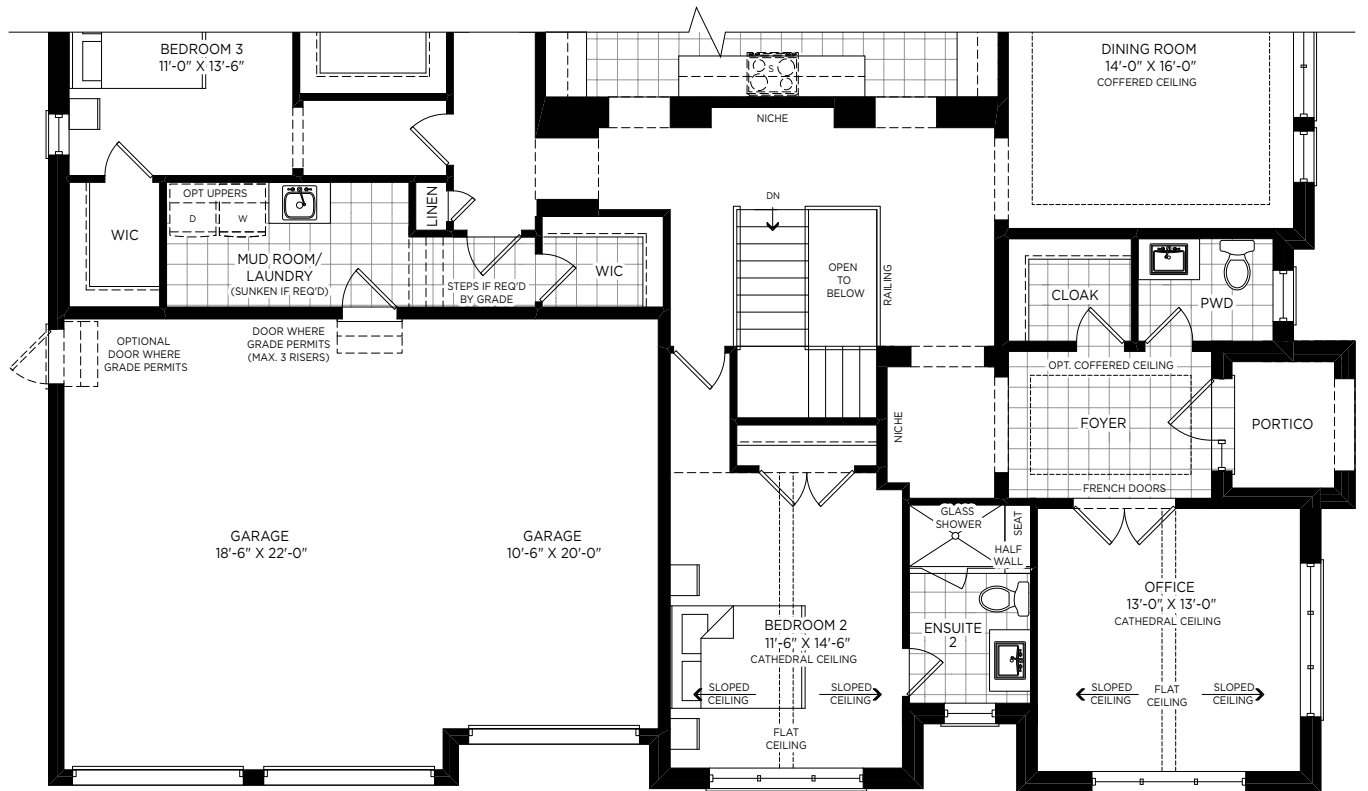 BEDROOM 3
11'-0" X 13'-6"
S
DINING ROOM
14'-0" X 16'-0"
COFFERED CEILING
NICHE
OPT UPPERS
D
W
LINEN
DN
WIC
MUD ROOM/
LAUNDRY
(SUNKEN IF REQ'D)
STEPS IF REQ'D
BY GRADE
WIC
OPEN
TO
BELOW
RAILING
CLOAK
PWD
OPTIONAL
DOOR WHERE
GRADE PERMITS
DOOR WHERE
GRADE PERMITS
(MAX. 3 RISERS)
OPT. COFFERED CEILING
NICHE
FOYER
PORTICO
FRENCH DOORS
GARAGE
18'-6" X 22'-0"
GARAGE
10'-6" X 20'-0"
GLASS
SHOWER
SEAT
HALF
WALL
BEDROOM 2
11'-6" X 14'-6"
CATHEDRAL CEILING
SLOPED
CEILING
SLOPED
CEILING
FLAT
CEILING
ENSUITE
2
OFFICE
13'-0" X 13'-0"
CATHEDRAL CEILING
SLOPED
CEILING
FLAT
CEILING
SLOPED
CEILING